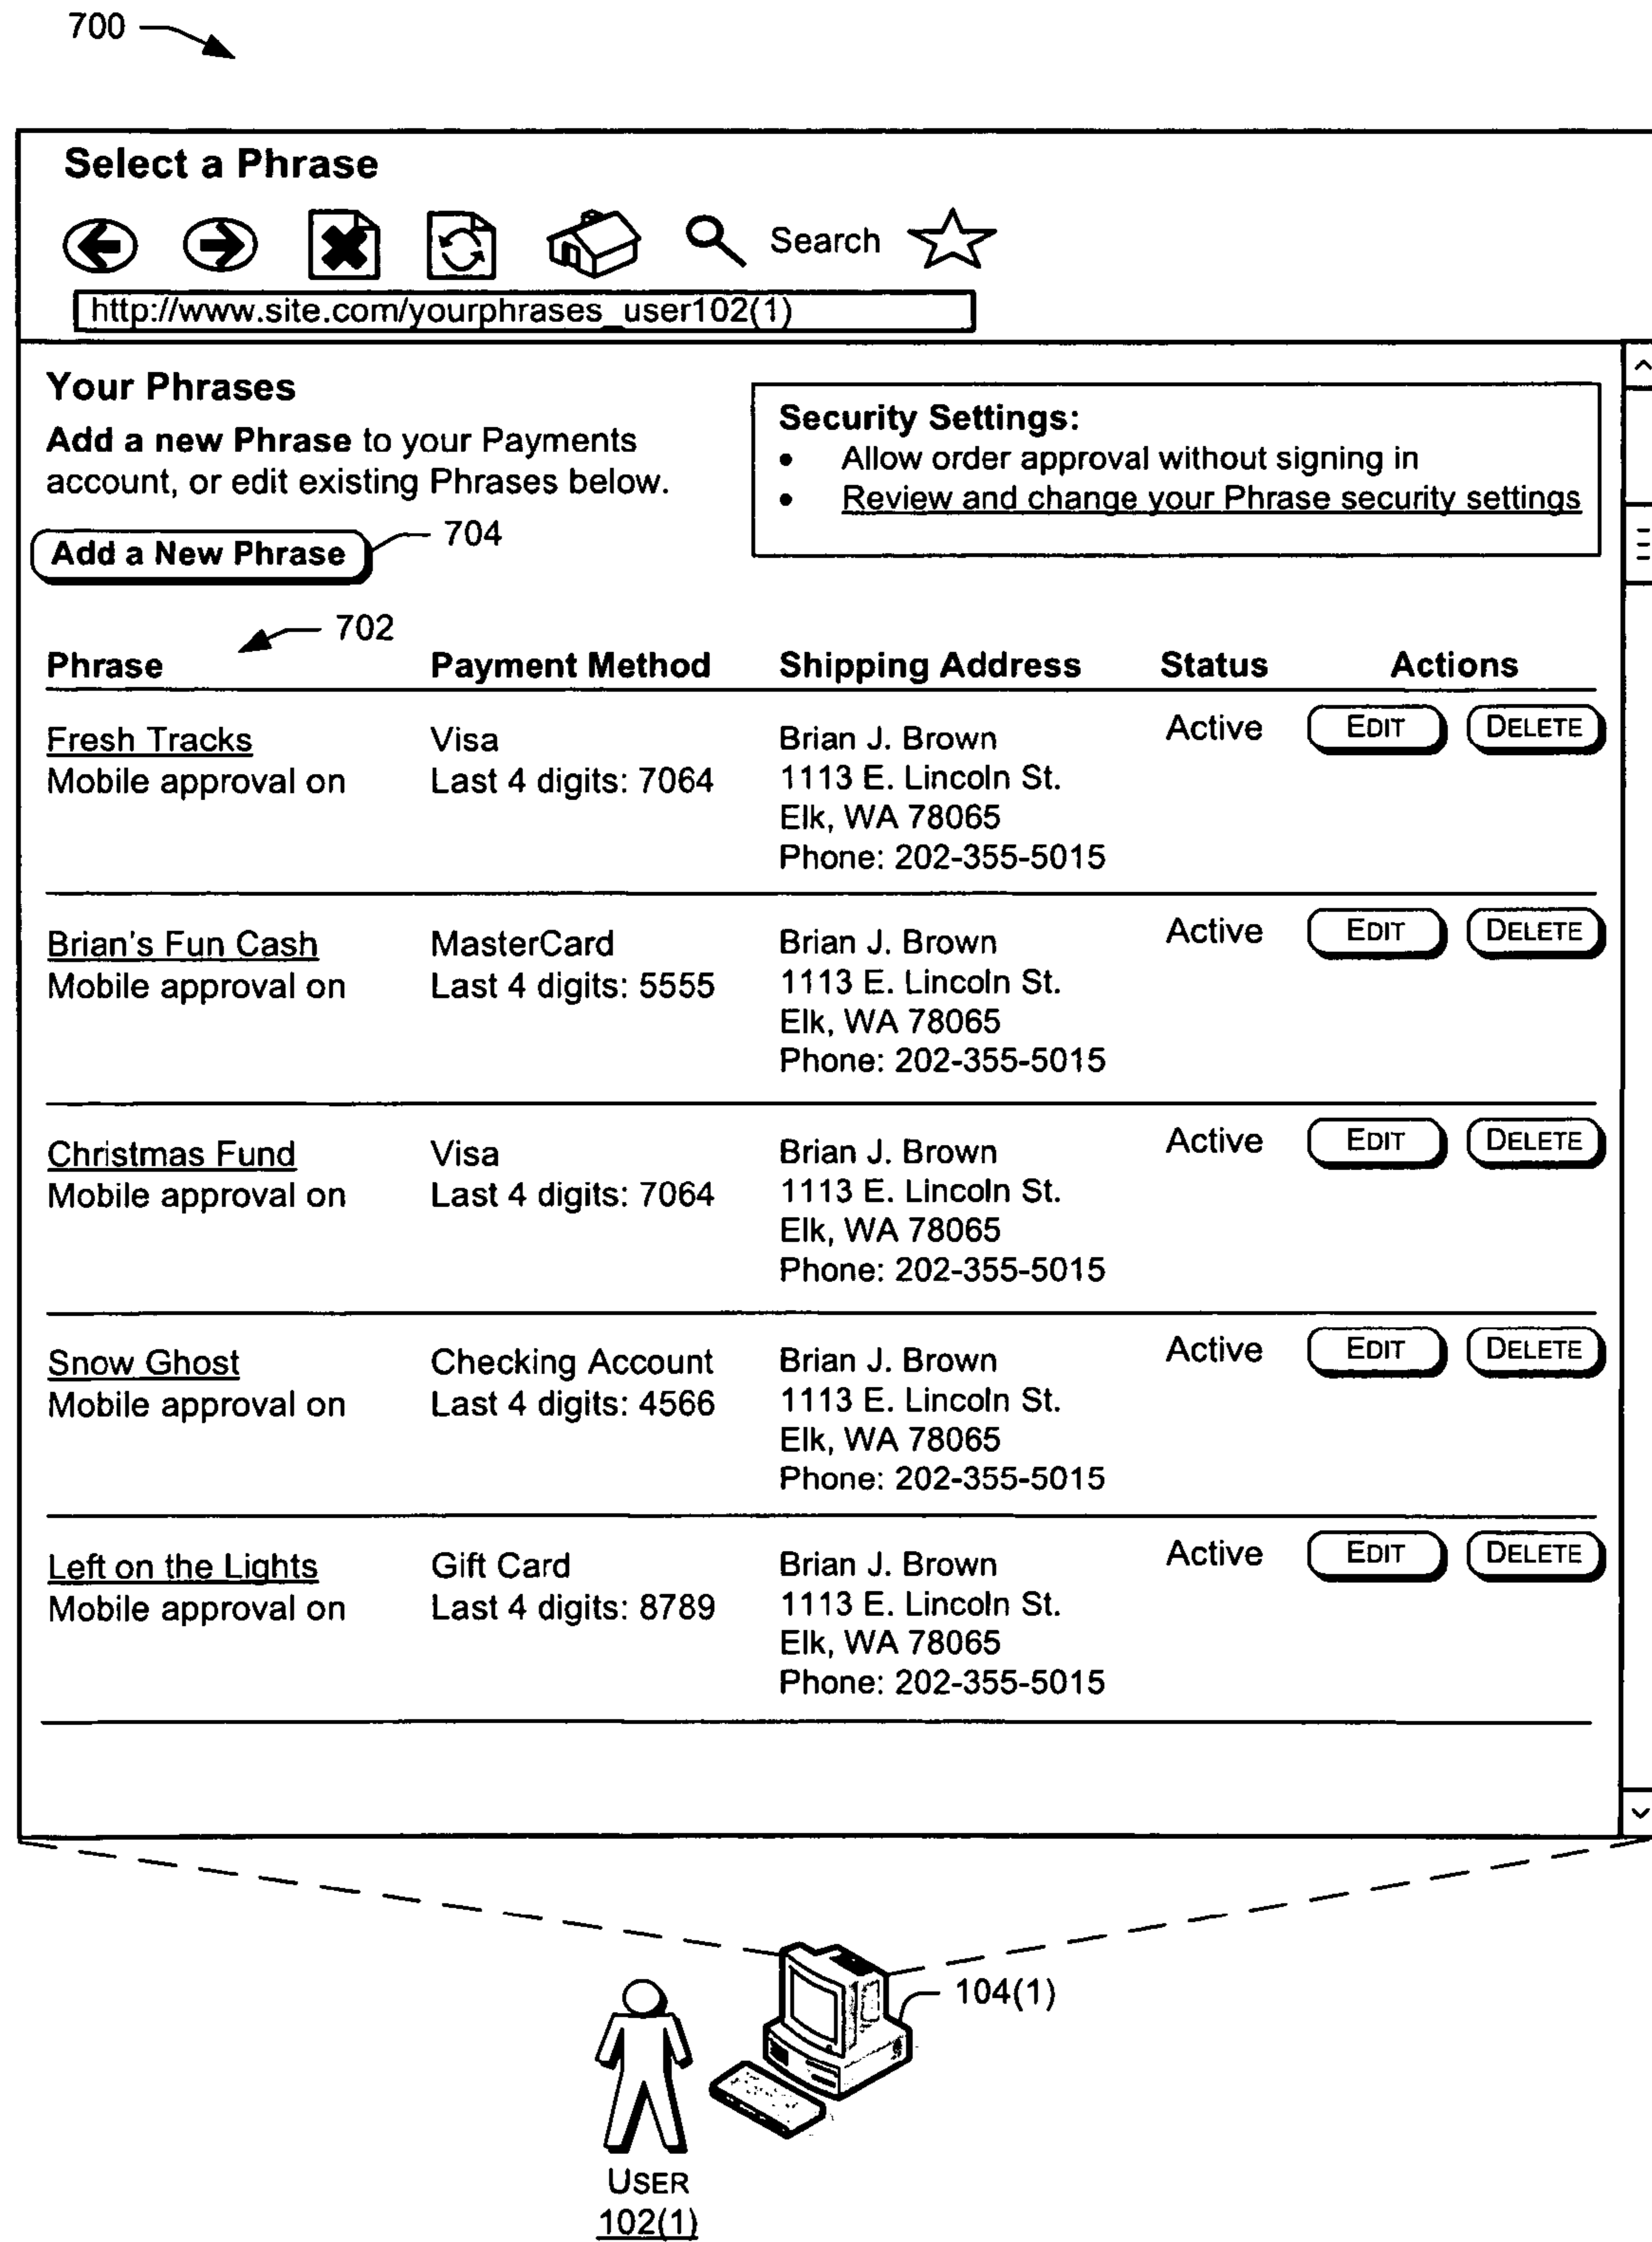 700
Select a Phrase
Search
http://www.site.com/yourphrases_user102(1)
Your Phrases
Add a new Phrase to your Payments
account, or edit existing Phrases below.
Add a New Phrase
704
Security Settings:
• Allow order approval without signing in
• Review and change your Phrase security settings
702
Phrase Payment Method Shipping Address Status Actions
Fresh Tracks Visa Brian J. Brown Active EDIT DELETE
Mobile approval on Last 4 digits: 7064 1113 E. Lincoln St.
Elk, WA 78065
Phone: 202-355-5015
Brian's Fun Cash MasterCard Brian J. Brown Active EDIT DELETE
Mobile approval on Last 4 digits: 5555 1113 E. Lincoln St.
Elk, WA 78065
Phone: 202-355-5015
Christmas Fund Visa Brian J. Brown Active EDIT DELETE
Mobile approval on Last 4 digits: 7064 1113 E. Lincoln St.
Elk, WA 78065
Phone: 202-355-5015
Snow Ghost Checking Account Brian J. Brown Active EDIT DELETE
Mobile approval on Last 4 digits: 4566 1113 E. Lincoln St.
Elk, WA 78065
Phone: 202-355-5015
Left on the Lights Gift Card Brian J. Brown Active EDIT DELETE
Mobile approval on Last 4 digits: 8789 1113 E. Lincoln St.
Elk, WA 78065
Phone: 202-355-5015
104(1)
USER
102(1)